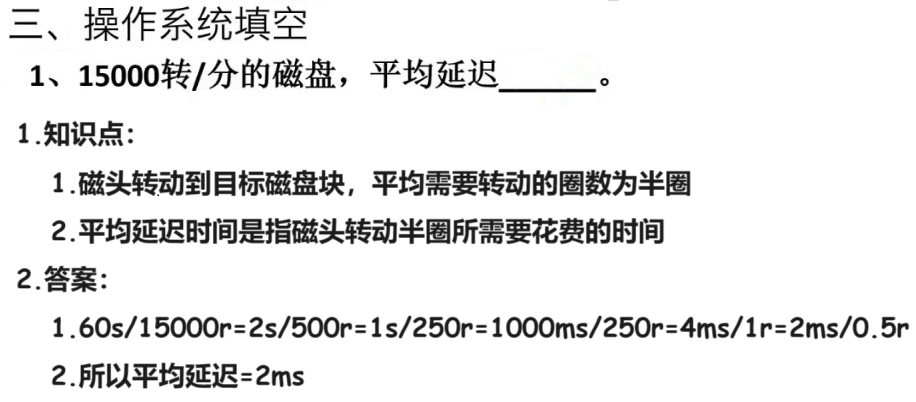 三、操作系统填空
1、15000转/分的磁盘，平均延迟______。
1.知识点：
1.磁头转动到目标磁盘块，平均需要转动的圈数为半圈
2.平均延迟时间是指磁头转动半圈所需要花费的时间
2.答案：
1.60s/15000r=2s/500r=1s/250r=1000ms/250r=4ms/1r=2ms/0.5r
2.所以平均延迟=2ms